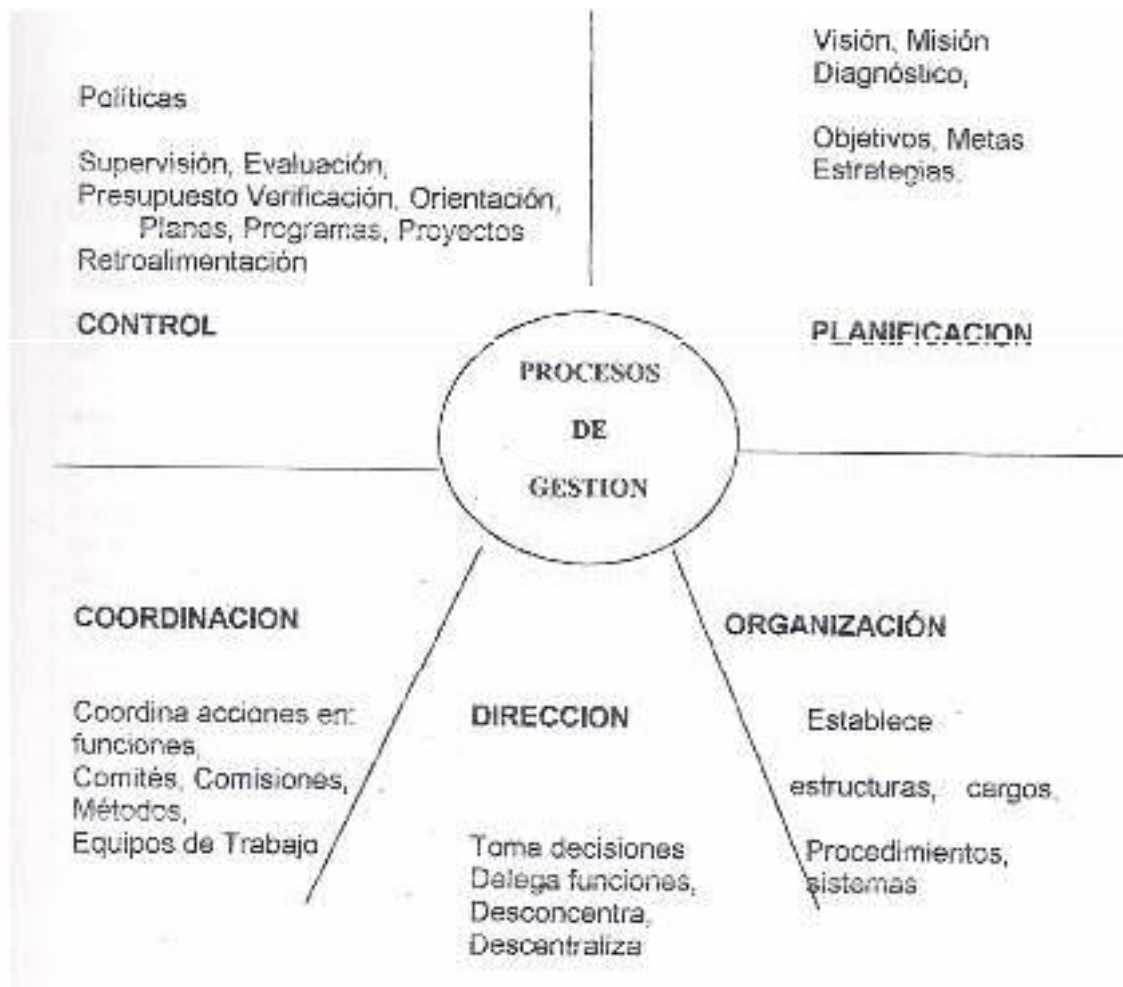 Políticas
Supervisión, Evaluación,
Presupuesto Verificación, Orientación,
Planes, Programas, Proyectos
Retroalimentación
CONTROL
Visión, Misión
Diagnóstico,
Objetivos, Metas
Estrategias,
PLANIFICACION
PROCESOS
DE
GESTION
COORDINACION
Coordina acciones en:
funciones,
Comités, Comisiones,
Métodos,
Equipos de Trabajo
DIRECCION
Toma decisiones
Delega funciones,
Desconcentra,
Descentraliza
ORGANIZACIÓN
Establece
estructuras, cargos,
Procedimientos,
sistemas